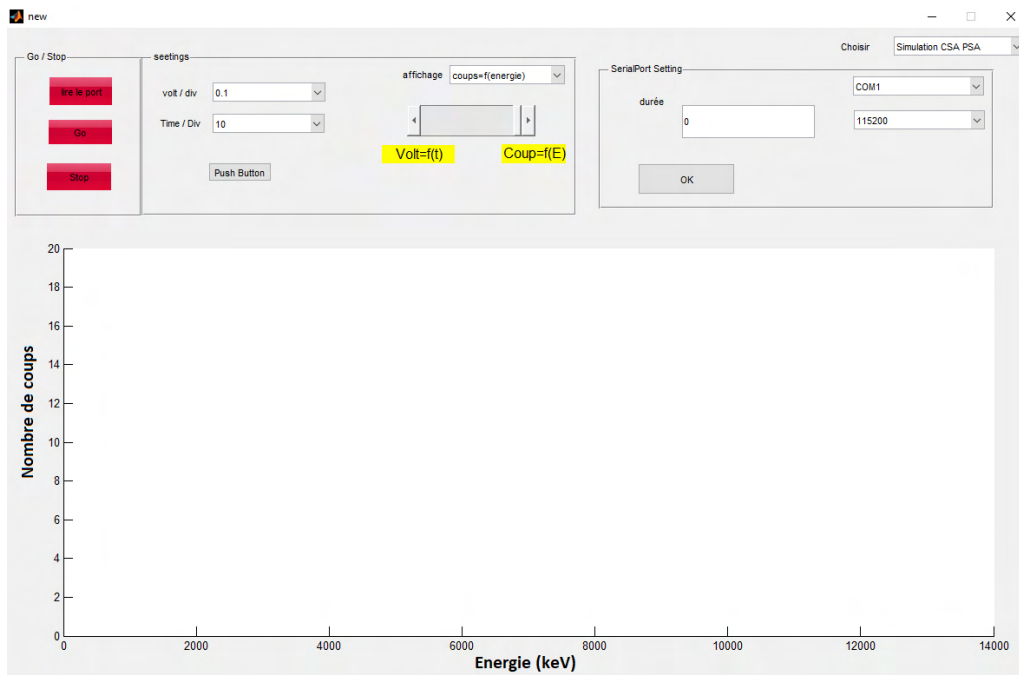 new
Choisir
Simulation CSA PSA
Go / Stop
lire le port
Go
Stop
seetings
volt / div
0.1
Time / Div
10
Push Button
affichage
coups=f(energie)
Volt=f(t)
Coup=f(E)
SerialPort Setting
durée
0
COM1
115200
OK
Nombre de coups
20
18
16
14
12
10
8
6
4
2
0
0 2000 4000 6000 8000 10000 12000 14000
Energie (keV)